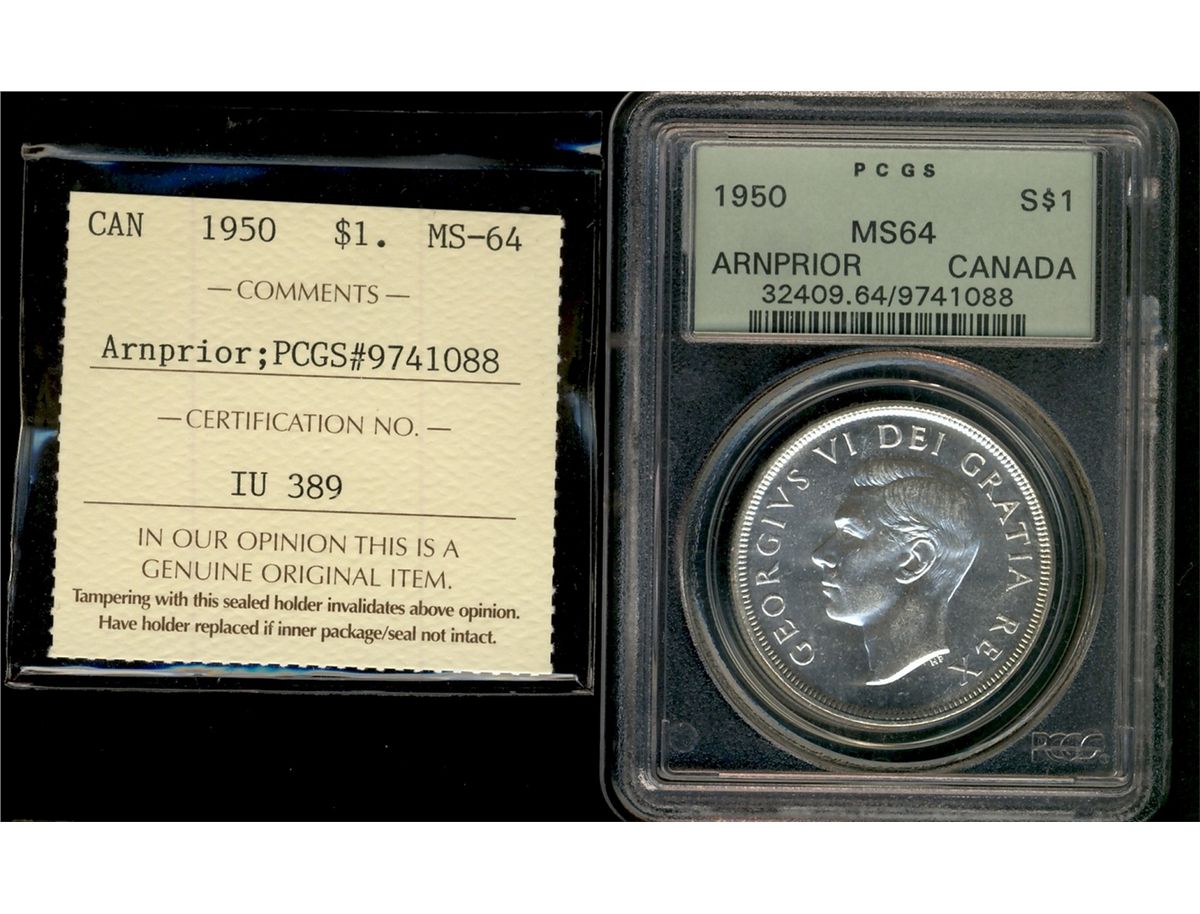 CAN 1950 $1. MS-64
— COMMENTS —
Arnprior;PCGS#9741088
— CERTIFICATION NO. —
IU 389
IN OUR OPINION THIS IS A
GENUINE ORIGINAL ITEM.
Tampering with this sealed holder invalidates above opinion.
Have holder replaced if inner package/seal not intact.
PCGS
1950 S$1
MS64
ARNPRIOR CANADA
32409.64/9741088
GEORGIVS VI DEI GRATIA REX
HP
PCGS